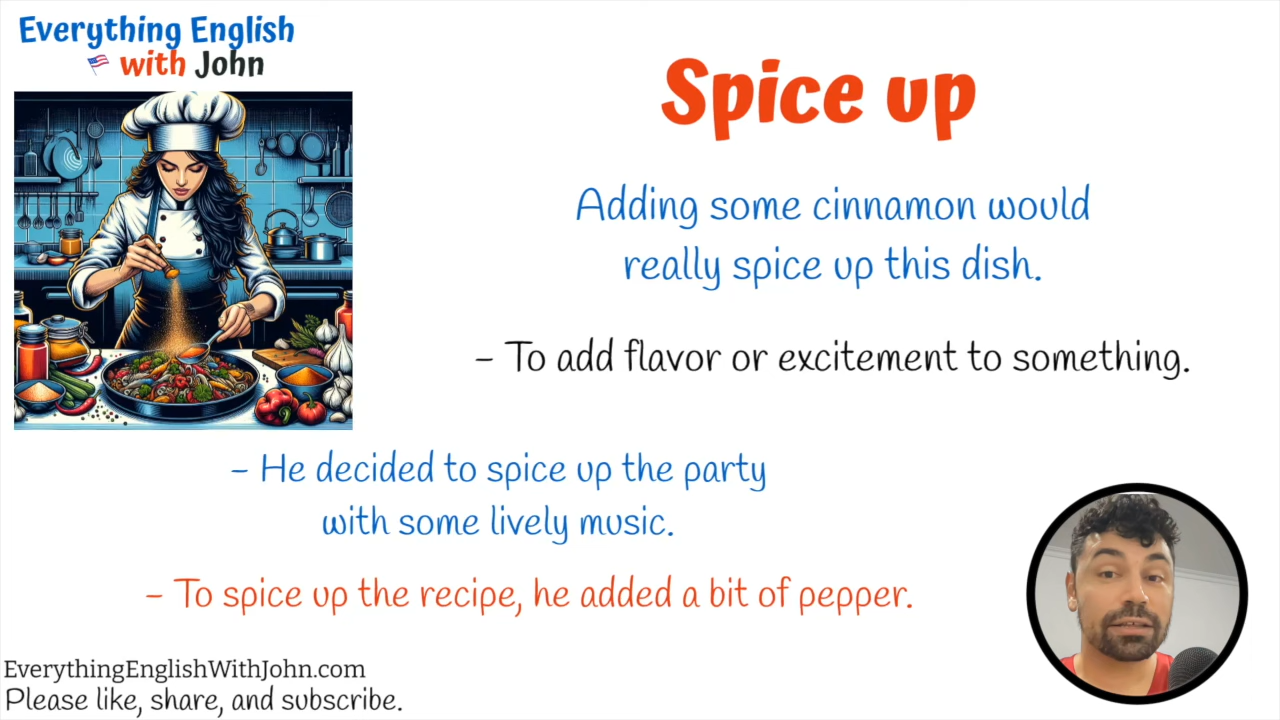 Everything English
with John
Spice up
Adding some cinnamon would
really spice up this dish.
- To add flavor or excitement to something.
- He decided to spice up the party
with some lively music.
- To spice up the recipe, he added a bit of pepper.
EverythingEnglishWithJohn.com
Please like, share, and subscribe.